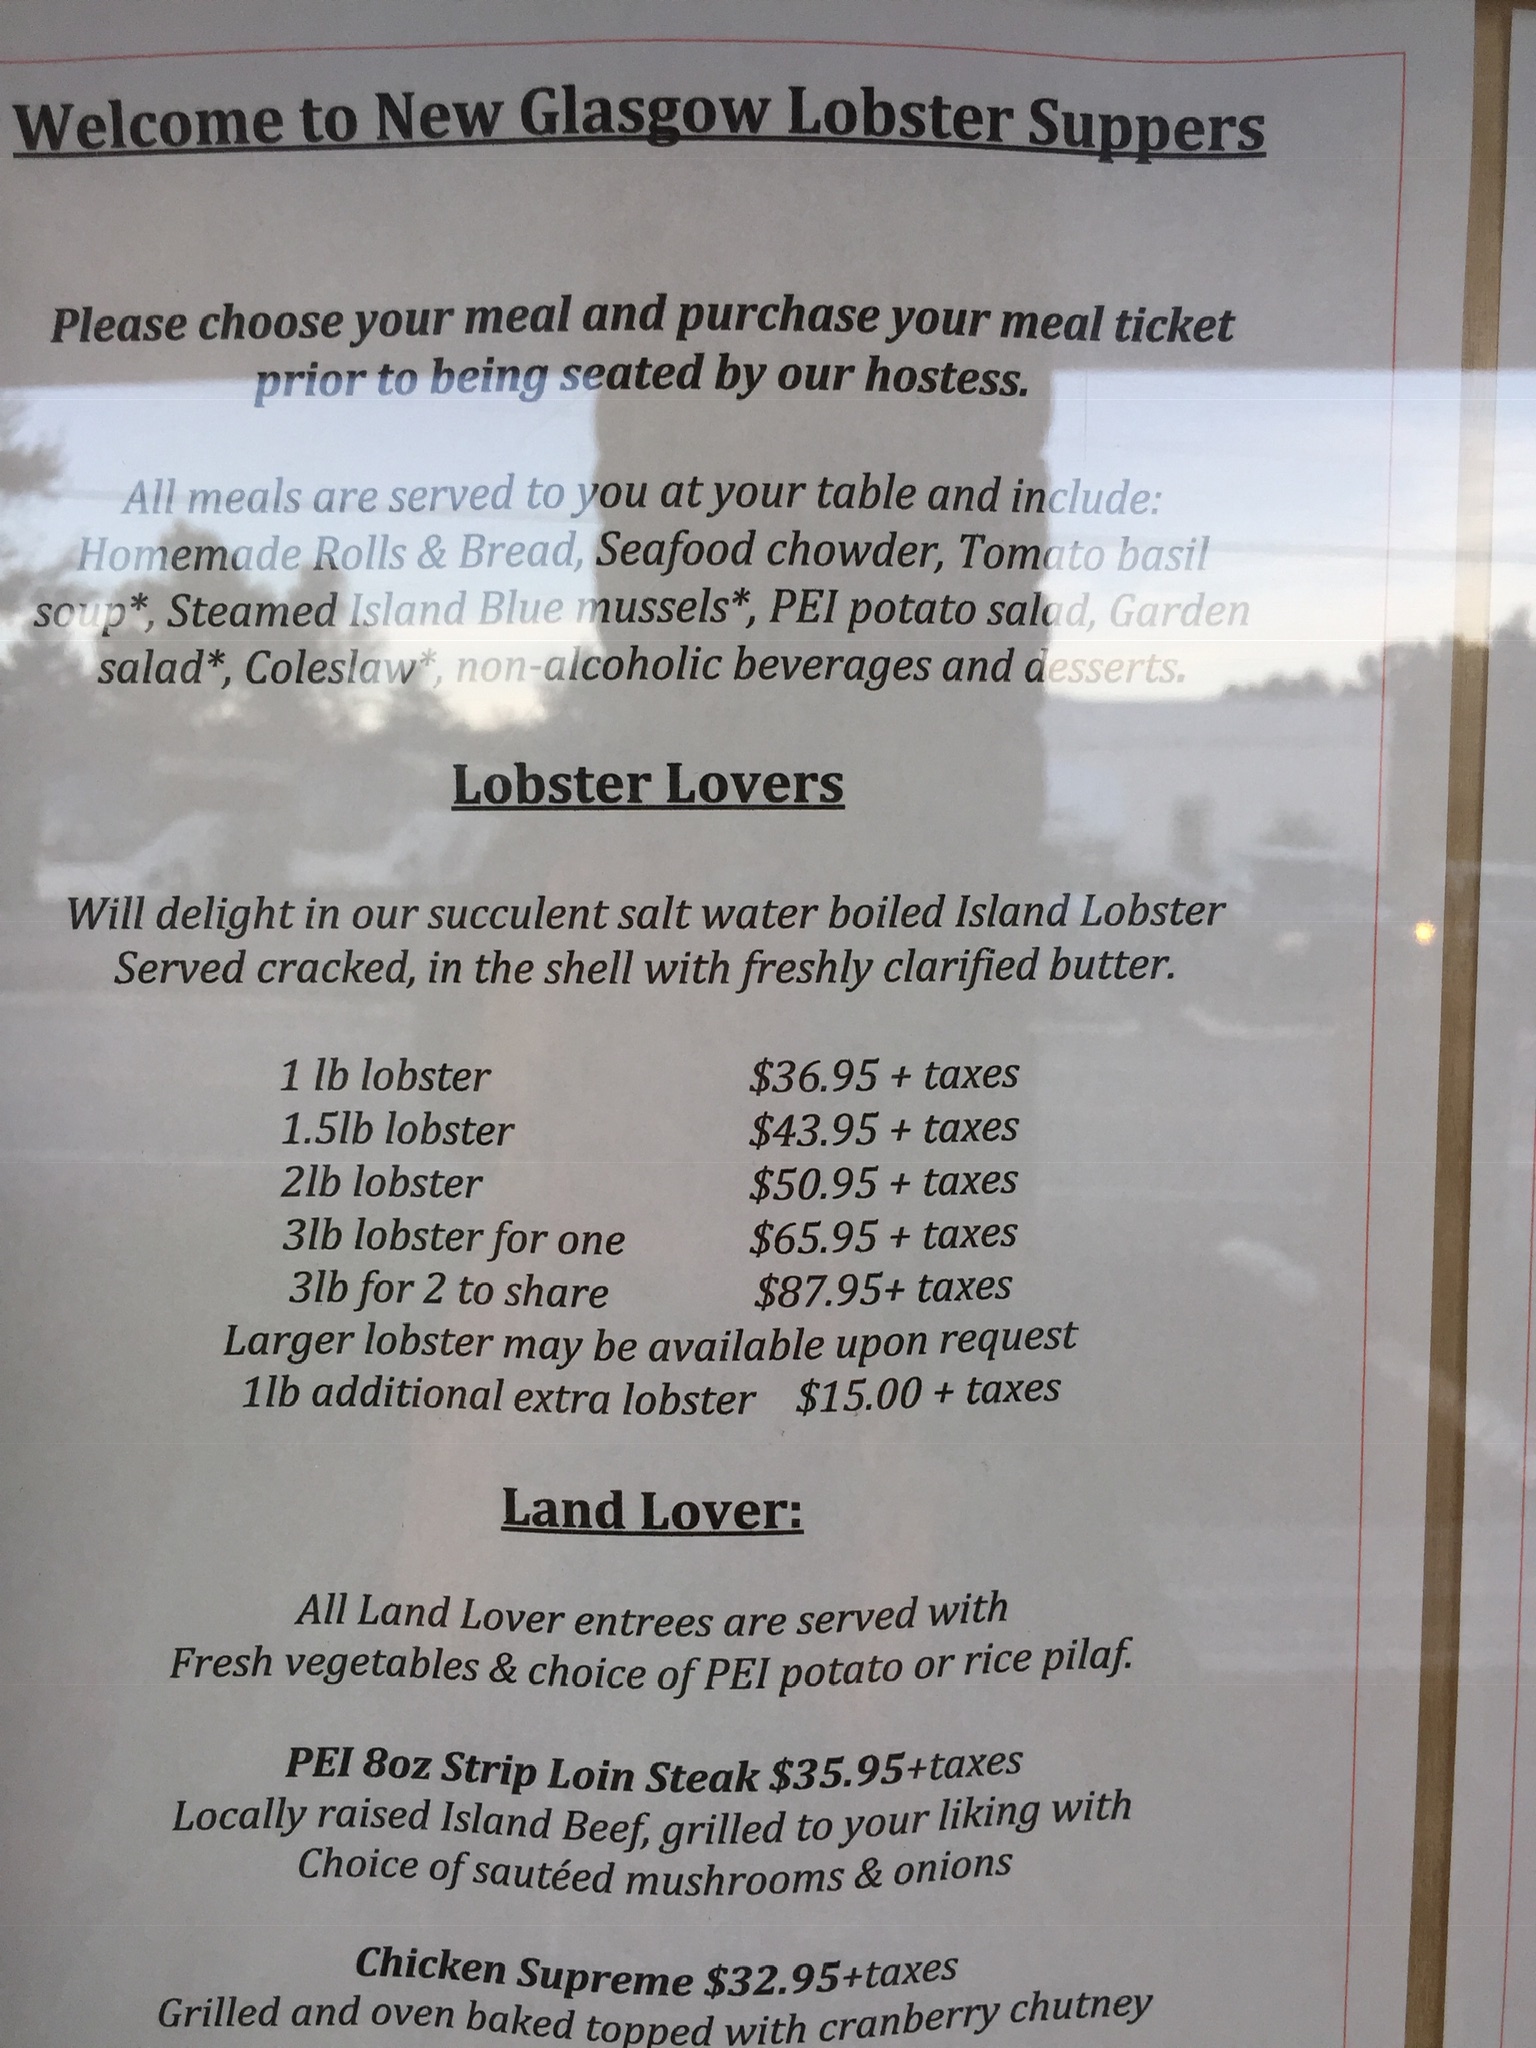 Welcome to New Glasgow Lobster Suppers
Please choose your meal and purchase your meal ticket
prior to being seated by our hostess.
All meals are served to you at your table and include:
Homemade Rolls & Bread, Seafood chowder, Tomato basil
soup*, Steamed Island Blue mussels*, PEI potato salad, Garden
salad*, Coleslaw*, non-alcoholic beverages and desserts.
Lobster Lovers
Will delight in our succulent salt water boiled Island Lobster
Served cracked, in the shell with freshly clarified butter.
1 lb lobster $36.95 + taxes
1.5lb lobster $43.95 + taxes
2lb lobster $50.95 + taxes
3lb lobster for one $65.95 + taxes
3lb for 2 to share $87.95+ taxes
Larger lobster may be available upon request
1lb additional extra lobster $15.00 + taxes
Land Lover:
All Land Lover entrees are served with
Fresh vegetables & choice of PEI potato or rice pilaf.
PEI 8oz Strip Loin Steak $35.95+taxes
Locally raised Island Beef, grilled to your liking with
Choice of sautéed mushrooms & onions
Chicken Supreme $32.95+taxes
Grilled and oven baked topped with cranberry chutney